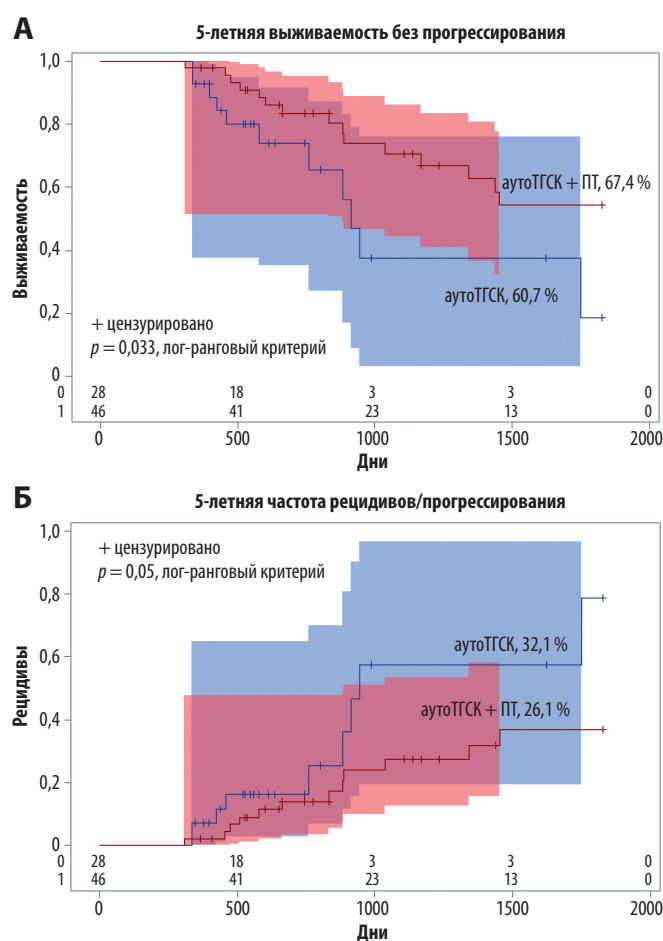 А
5-летняя выживаемость без прогрессирования
Выживаемость
1,0
0,8
0,6
0,4
0,2
0
аутоТГСК + ПТ, 67,4 %
аутоТГСК, 60,7 %
+ цензурировано
p = 0,033, лог-ранговый критерий
0 28 18 3 3 0
1 46 41 23 13 0
0 500 1000 1500 2000
Дни
Б
5-летняя частота рецидивов/прогрессирования
Рецидивы
1,0
0,8
0,6
0,4
0,2
0
+ цензурировано
p = 0,05, лог-ранговый критерий
аутоТГСК, 32,1 %
аутоТГСК + ПТ, 26,1 %
0 28 18 3 3 0
1 46 41 23 13 0
0 500 1000 1500 2000
Дни